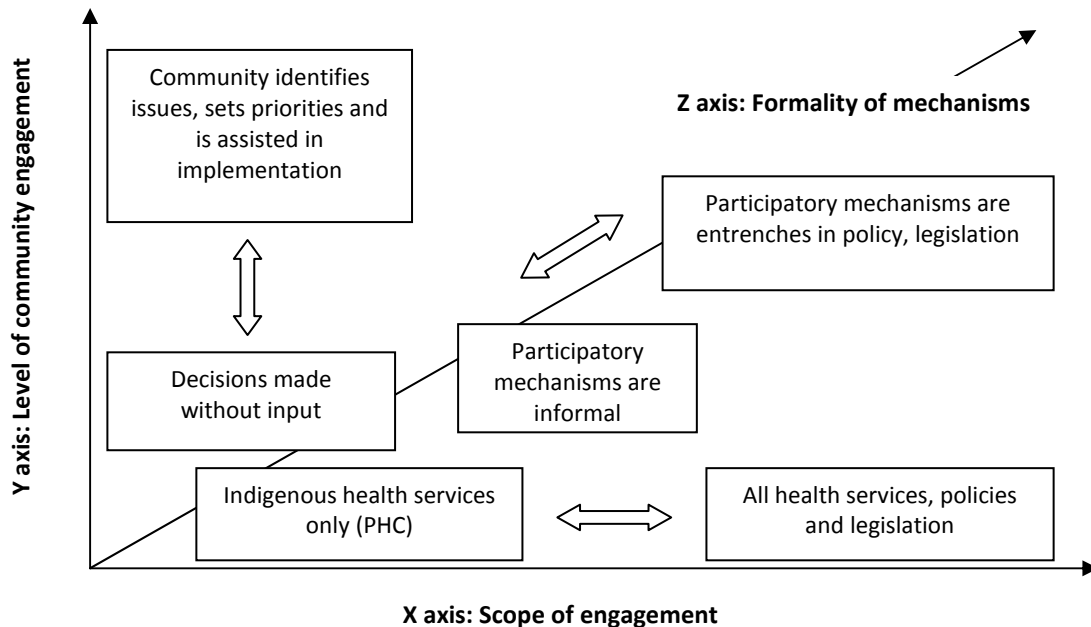 Y axis: Level of community engagement
Community identifies
issues, sets priorities and
is assisted in
implementation
Z axis: Formality of mechanisms
Participatory mechanisms are
entrenches in policy, legislation
Participatory
mechanisms are
informal
Decisions made
without input
Indigenous health services
only (PHC)
All health services, policies
and legislation
X axis: Scope of engagement